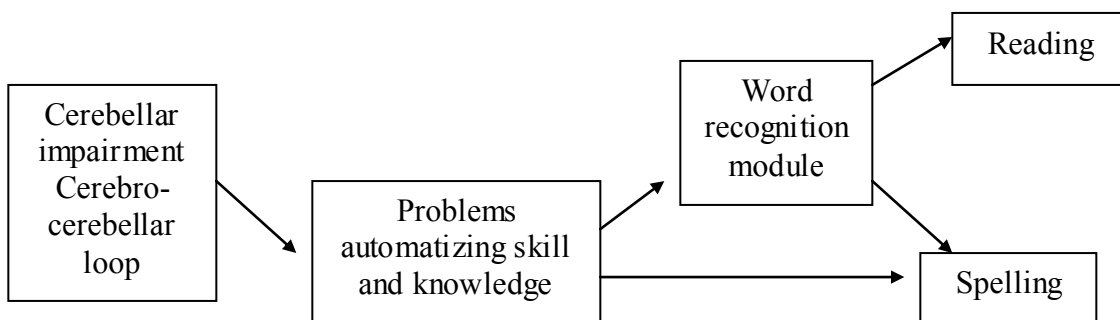 Cerebellar
impairment
Cerebro-
cerebellar
loop
Problems
automatizing skill
and knowledge
Word
recognition
module
Reading
Spelling